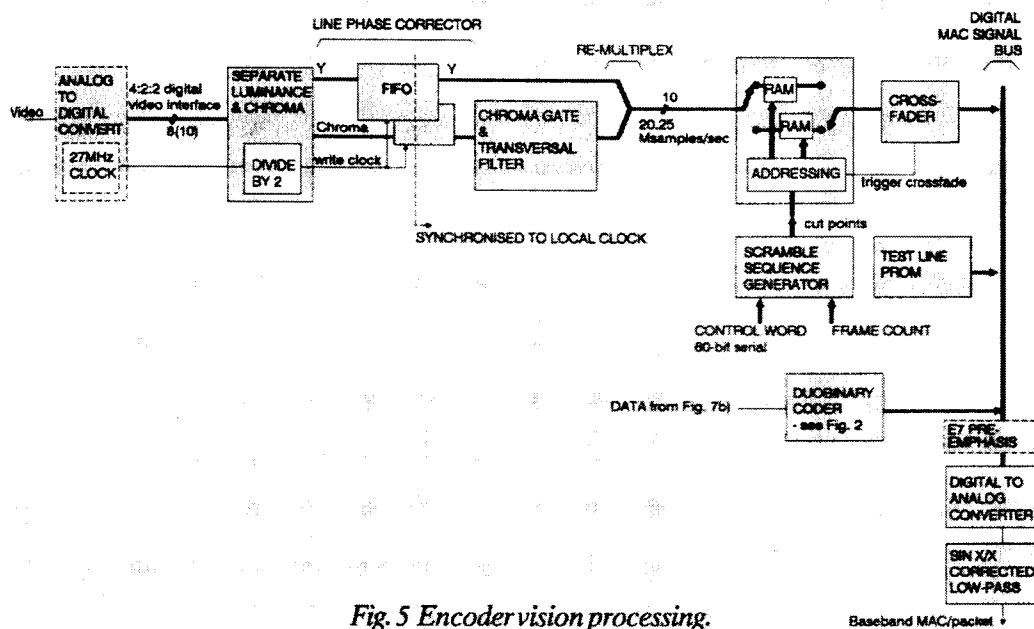 LINE PHASE CORRECTOR
DIGITAL
MAC SIGNAL
BUS
RE-MULTIPLEX
Video
ANALOG
TO
DIGITAL
CONVERT
27MHz
CLOCK
4:2:2 digital
video interface
8(10)
SEPARATE
LUMINANCE
& CHROMA
DIVIDE
BY 2
Y
FIFO
Y
Chroma
write clock
CHROMA GATE
&
TRANSVERSAL
FILTER
SYNCHRONISED TO LOCAL CLOCK
10
20.25
Msamples/sec
RAM
RAM
ADDRESSING
CROSS-
FADER
trigger crossfade
cut points
SCRAMBLE
SEQUENCE
GENERATOR
TEST LINE
PROM
CONTROL WORD
60-bit serial
FRAME COUNT
DATA from Fig. 7b)
DUOBINARY
CODER
- see Fig. 2
E7 PRE-
EMPHASIS
DIGITAL TO
ANALOG
CONVERTER
SIN X/X
CORRECTED
LOW-PASS
Baseband MAC/packet
Fig. 5 Encoder vision processing.